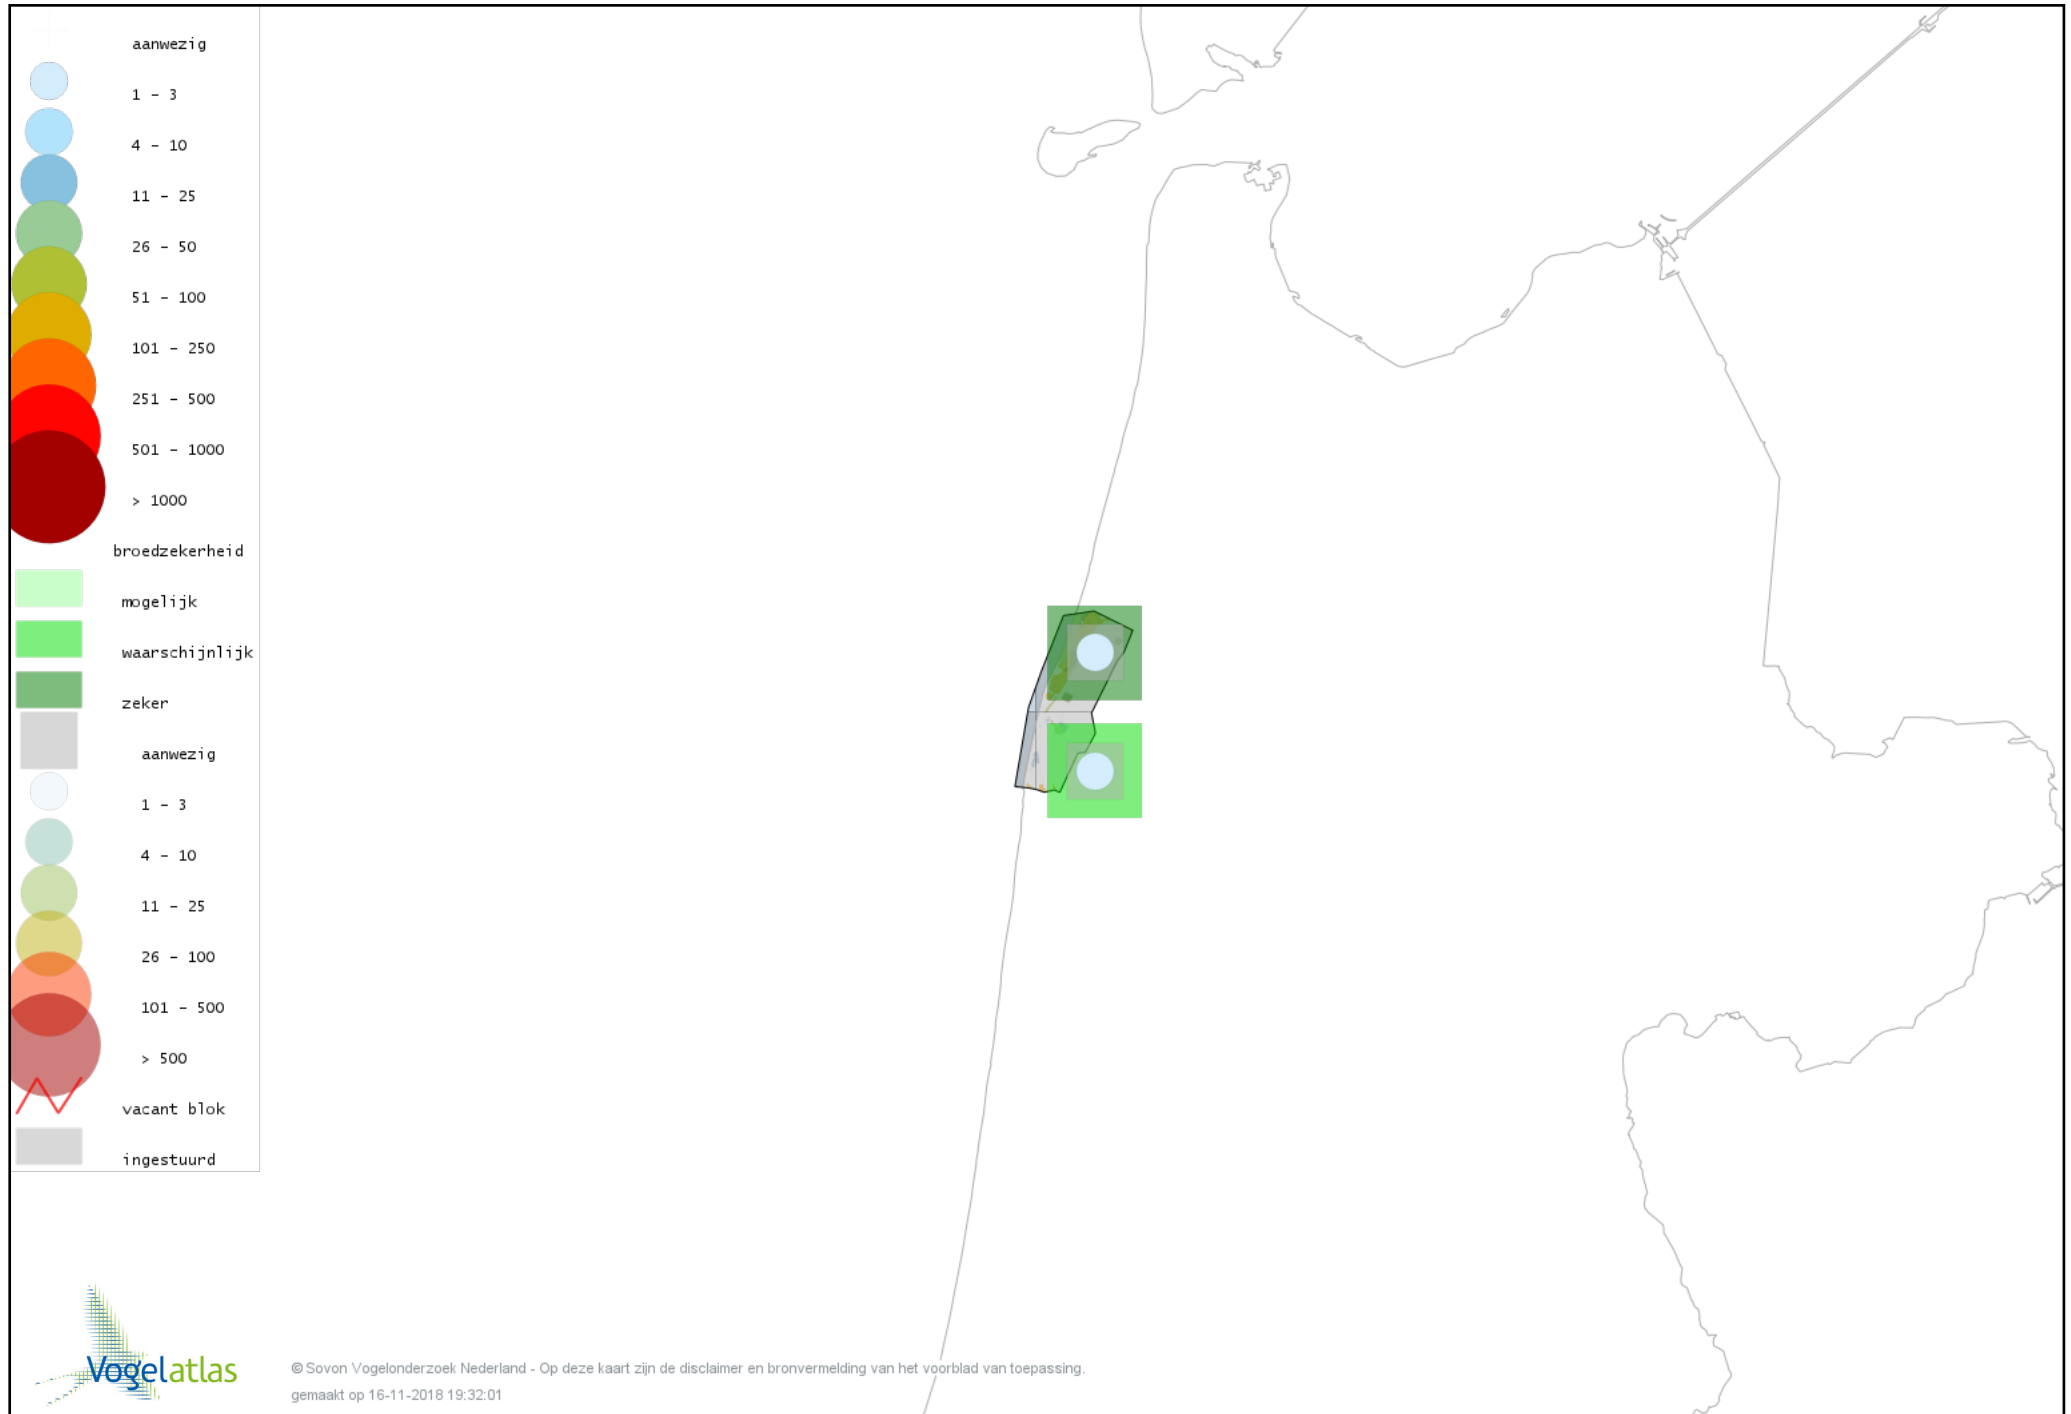 aanwezig
1 - 3
4 - 10
11 - 25
26 - 50
51 - 100
101 - 250
251 - 500
501 - 1000
> 1000
broedzekerheid
mogelijk
waarschijnlijk
zeker
aanwezig
1 - 3
4 - 10
11 - 25
26 - 100
101 - 500
> 500
vacant blok
ingestuurd
Vogelatlas
© Sovon Vogelonderzoek Nederland - Op deze kaart zijn de disclaimer en bronvermelding van het voorblad van toepassing.
gemaakt op 16-11-2018 19:32:01